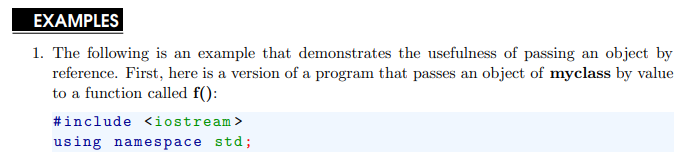 EXAMPLES
1. The following is an example that demonstrates the usefulness of passing an object by
reference. First, here is a version of a program that passes an object of myclass by value
to a function called f():
#include <iostream>
using namespace std;